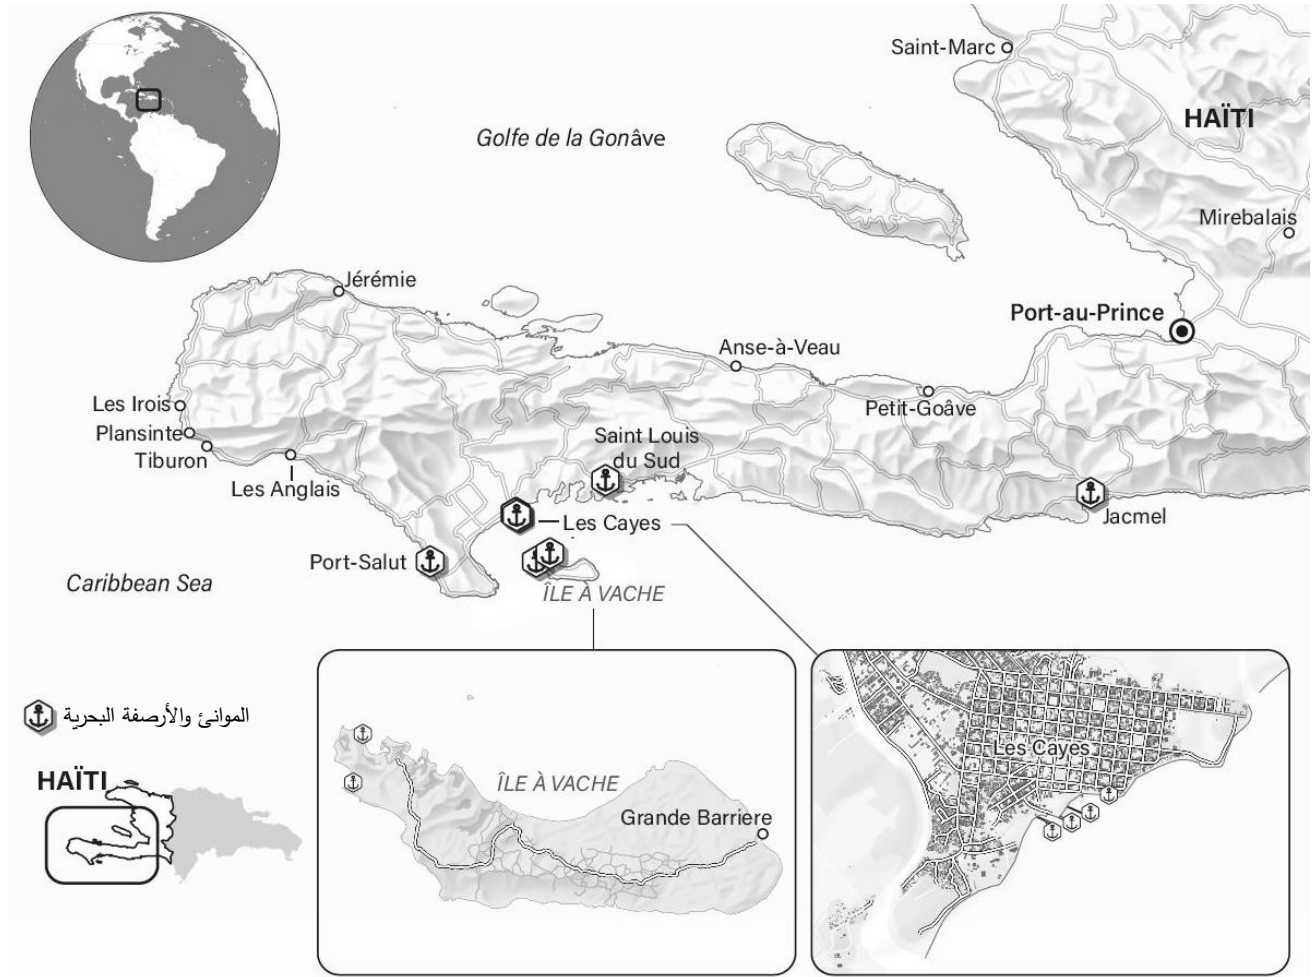 Saint-Marc
HAÏTI
Golfe de la Gonâve
Mirebalais
Jérémie
Port-au-Prince
Anse-à-Veau
Les Irois
Petit-Goâve
Plansinte
Saint Louis
du Sud
Tiburon
Les Anglais
Jacmel
Les Cayes
Port-Salut
Caribbean Sea
ÎLE À VACHE
الموانئ والأرصفة البحرية
HAÏTI
ÎLE À VACHE
Grande Barriere
Les Cayes